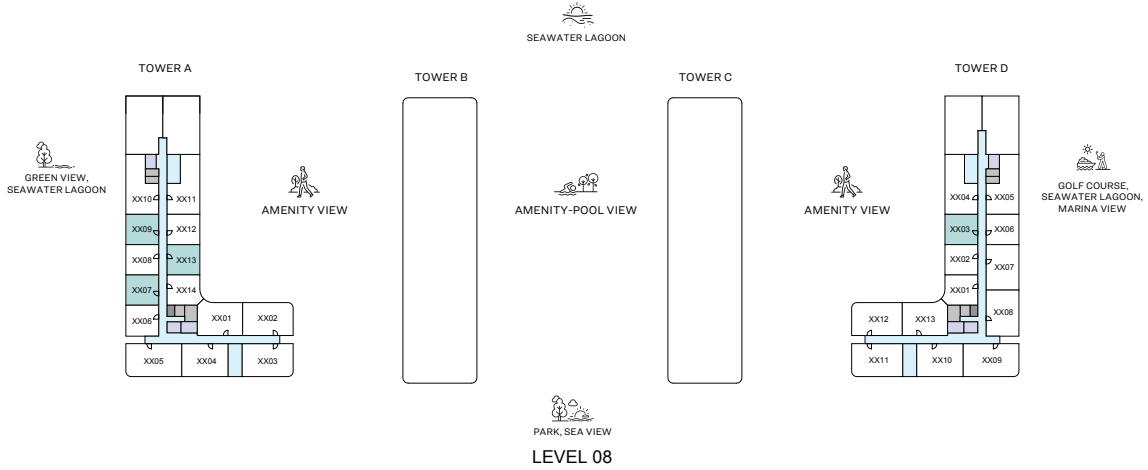 SEAWATER LAGOON
TOWER A
TOWER B
TOWER C
TOWER D
GREEN VIEW,
SEAWATER LAGOON
AMENITY VIEW
AMENITY-POOL VIEW
AMENITY VIEW
GOLF COURSE,
SEAWATER LAGOON,
MARINA VIEW
XX10 XX11
XX09 XX12
XX08 XX13
XX07 XX14
XX06 XX01 XX02
XX05 XX04 XX03
XX04 XX05
XX03 XX06
XX02 XX07
XX01
XX12 XX13 XX08
XX11 XX10 XX09
PARK, SEA VIEW
LEVEL 08